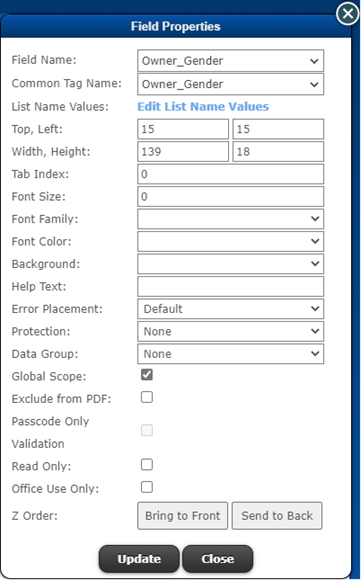 Field Properties
Field Name: Owner_Gender
Common Tag Name: Owner_Gender
List Name Values: Edit List Name Values
Top, Left: 15 15
Width, Height: 139 18
Tab Index: 0
Font Size: 0
Font Family:
Font Color:
Background:
Help Text:
Error Placement: Default
Protection: None
Data Group: None
Global Scope:
Exclude from PDF:
Passcode Only
Validation
Read Only:
Office Use Only:
Z Order: Bring to Front Send to Back
Update Close